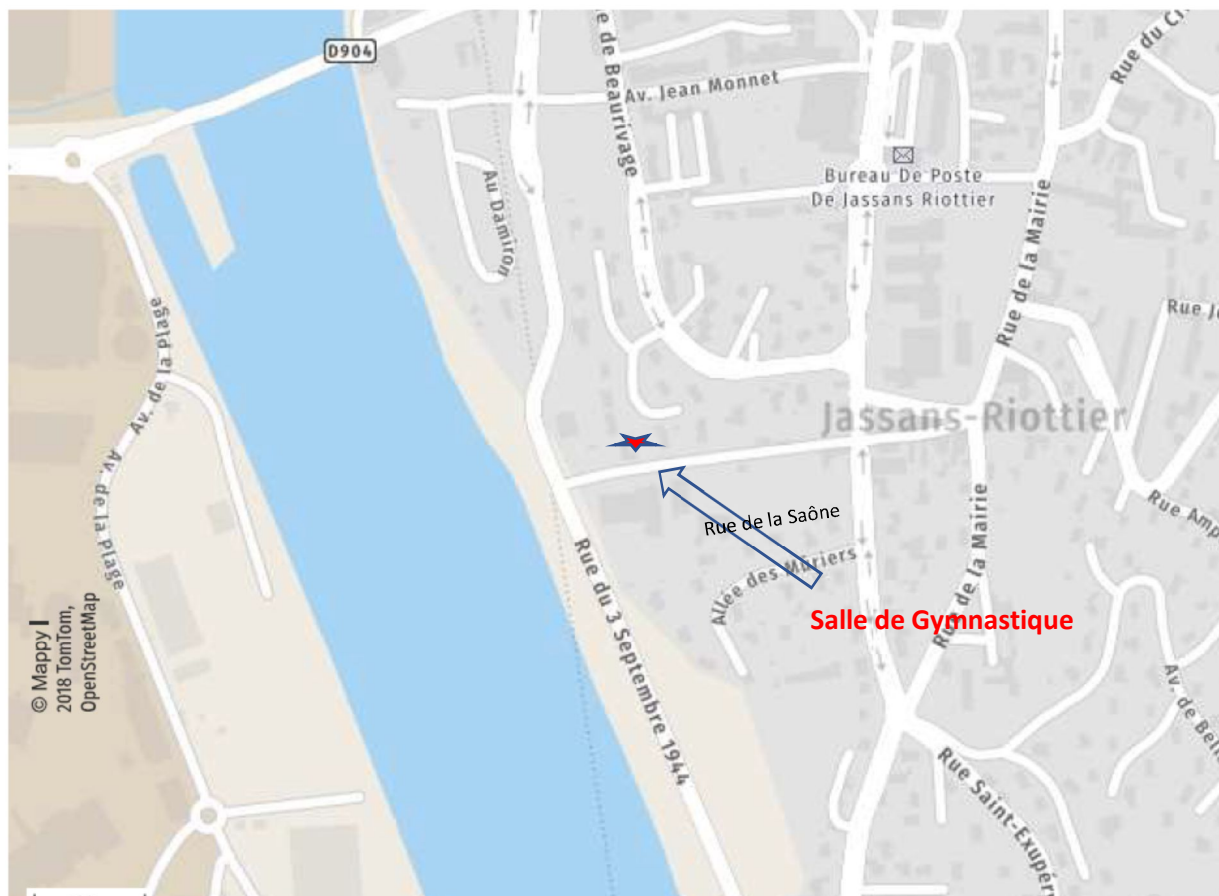 D904
e de Beaurivage
Av. Jean Monnet
Rue du Cr
Bureau De Poste
De Jassans Riottier
Au Damiron
Rue de la Mairie
Av. de la plage
Rue Je
Jassans-Riottier
Av. de la Plage
Rue de la Saône
Rue Amp
Allée des Mûriers
Rue du 3 Septembre 1944
Salle de Gymnastique
Rue de la Mairie
© Mappy I
2018 TomTom,
OpenStreetMap
Av. de Bel
Rue Saint-Exupéry